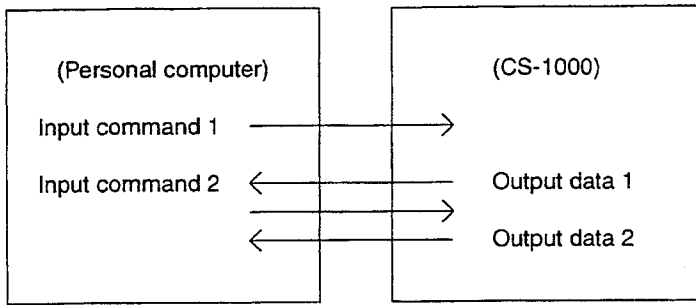 (Personal computer)
(CS-1000)
Input command 1
Input command 2
Output data 1
Output data 2